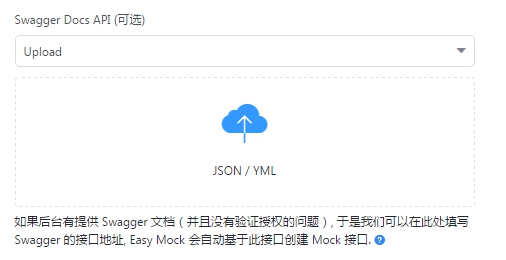 Swagger Docs API (可选)
Upload
JSON / YML
如果后台有提供 Swagger 文档（并且没有验证授权的问题）, 于是我们可以在此处填写
Swagger 的接口地址, Easy Mock 会自动基于此接口创建 Mock 接口. ?